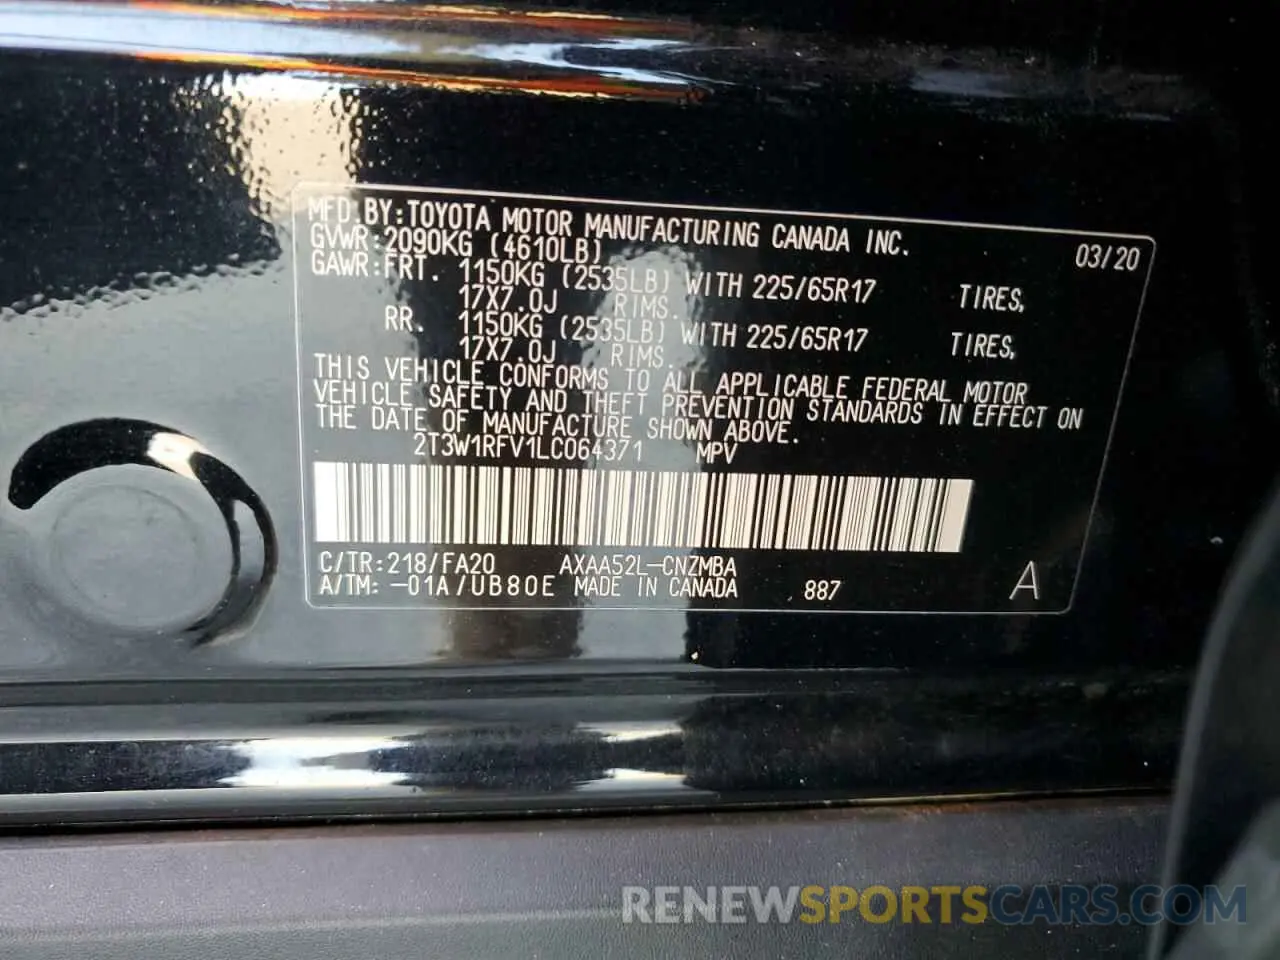 MFD.BY:TOYOTA MOTOR MANUFACTURING CANADA INC. 03/20
GVWR:2090KG (4610LB)
GAWR:FRT. 1150KG (2535LB) WITH 225/65R17 TIRES,
17X7.0J RIMS.
RR. 1150KG (2535LB) WITH 225/65R17 TIRES,
17X7.0J RIMS.
THIS VEHICLE CONFORMS TO ALL APPLICABLE FEDERAL MOTOR
VEHICLE SAFETY AND THEFT PREVENTION STANDARDS IN EFFECT ON
THE DATE OF MANUFACTURE SHOWN ABOVE.
2T3W1RFV1LC064371 MPV
C/TR:218/FA20 AXAA52L-CNZMBA
A/TM:-01A/UB80E MADE IN CANADA 887 A
RENEWSPORTSCARS.COM